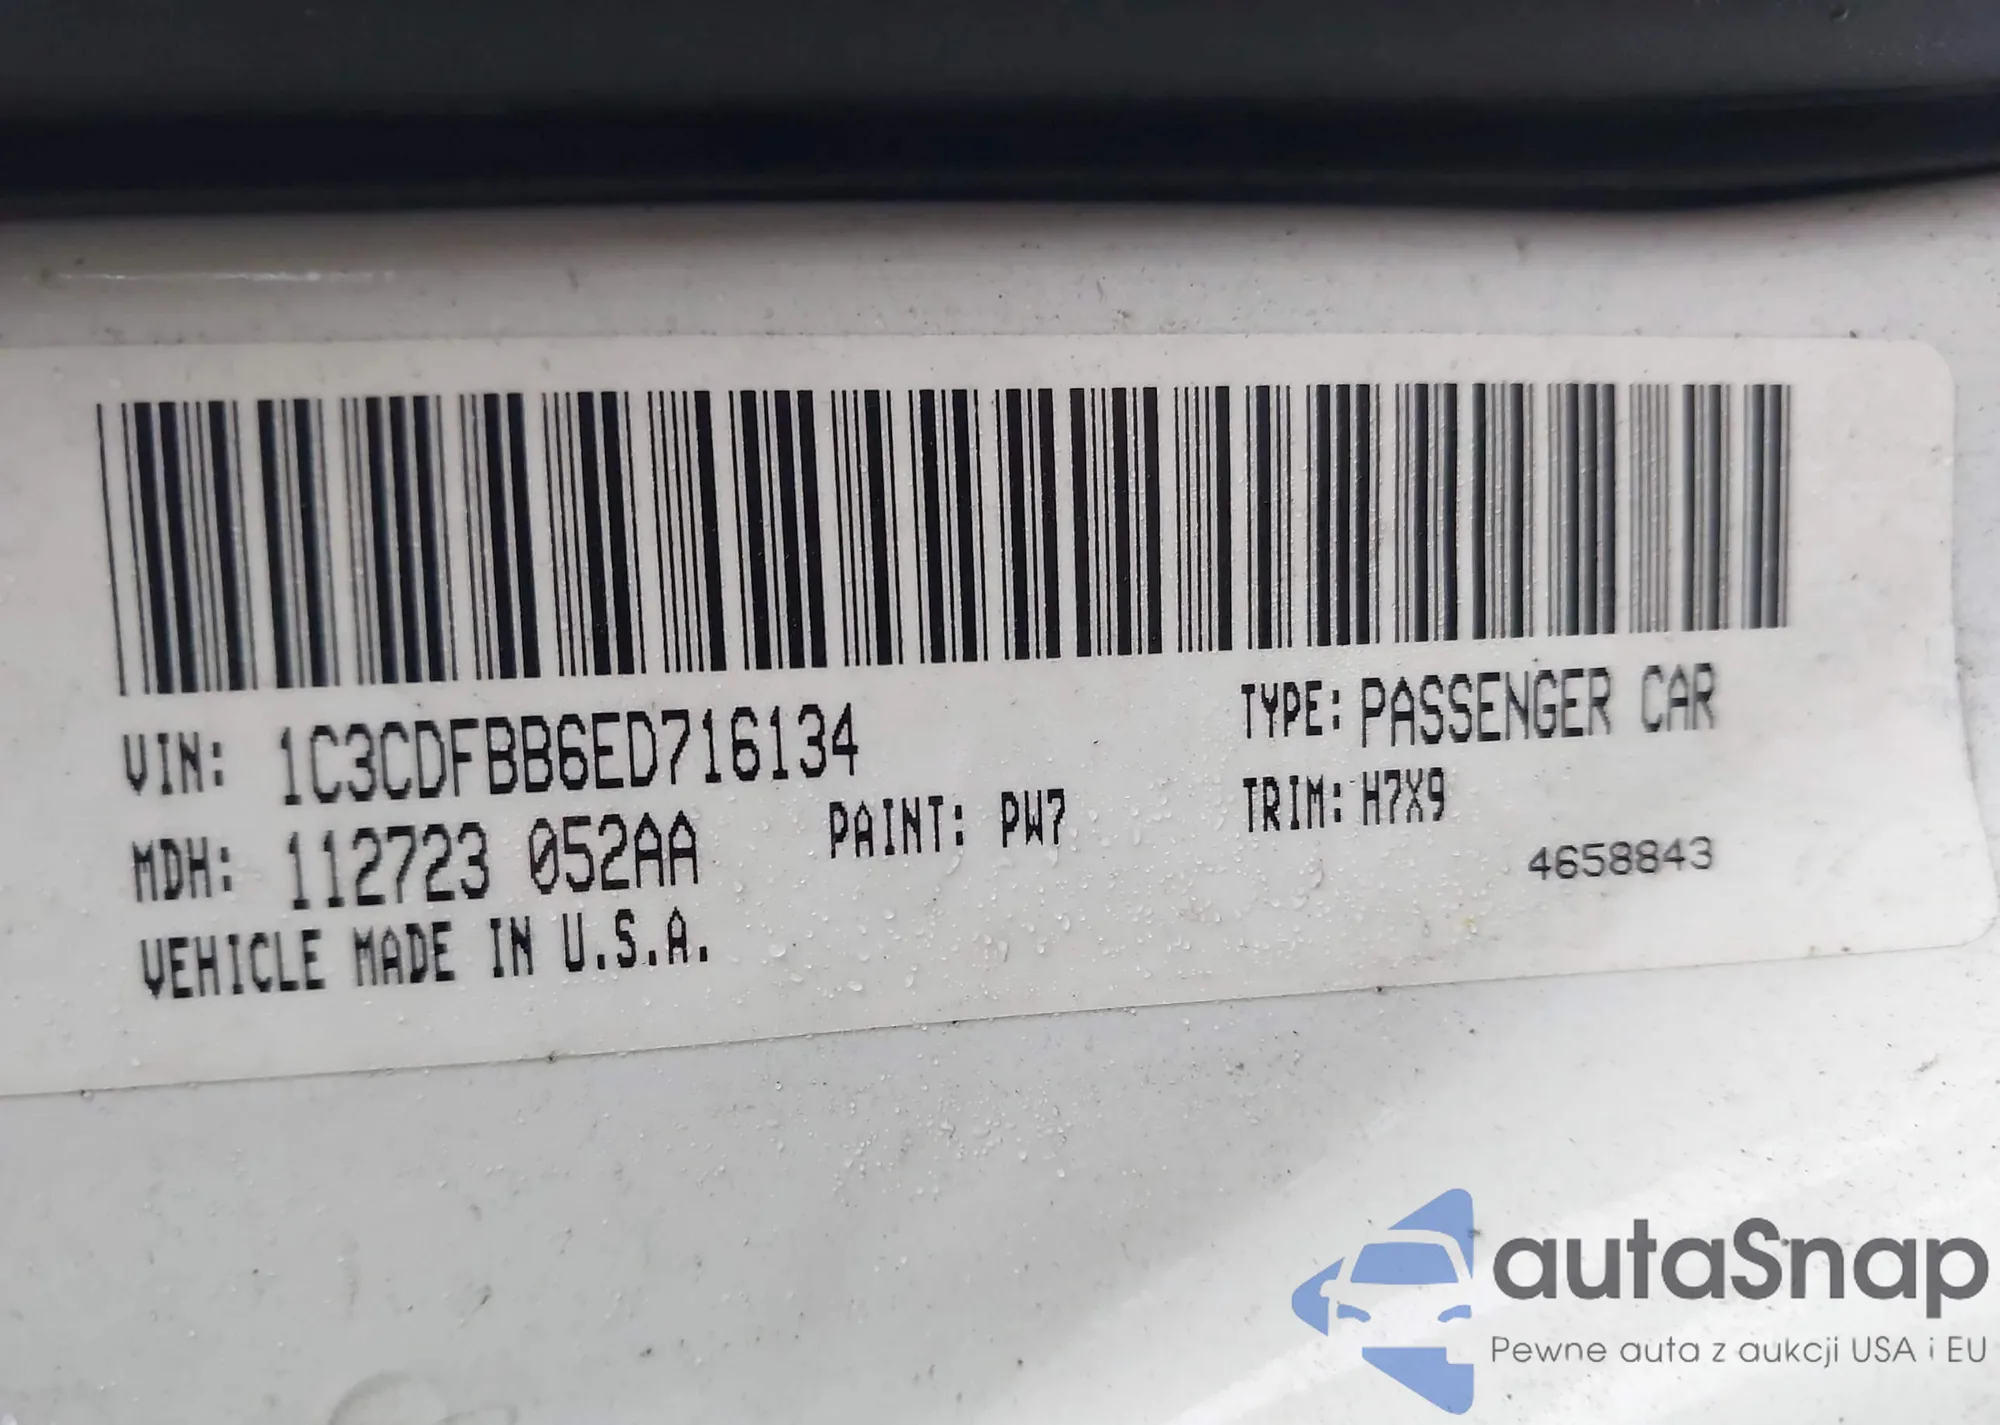 VIN: 1C3CDFBB6ED716134
TYPE: PASSENGER CAR
MDH: 112723 052AA
PAINT: PW7
TRIM: H7X9
VEHICLE MADE IN U.S.A.
4658843
autaSnap
Pewne auta z aukcji USA i EU